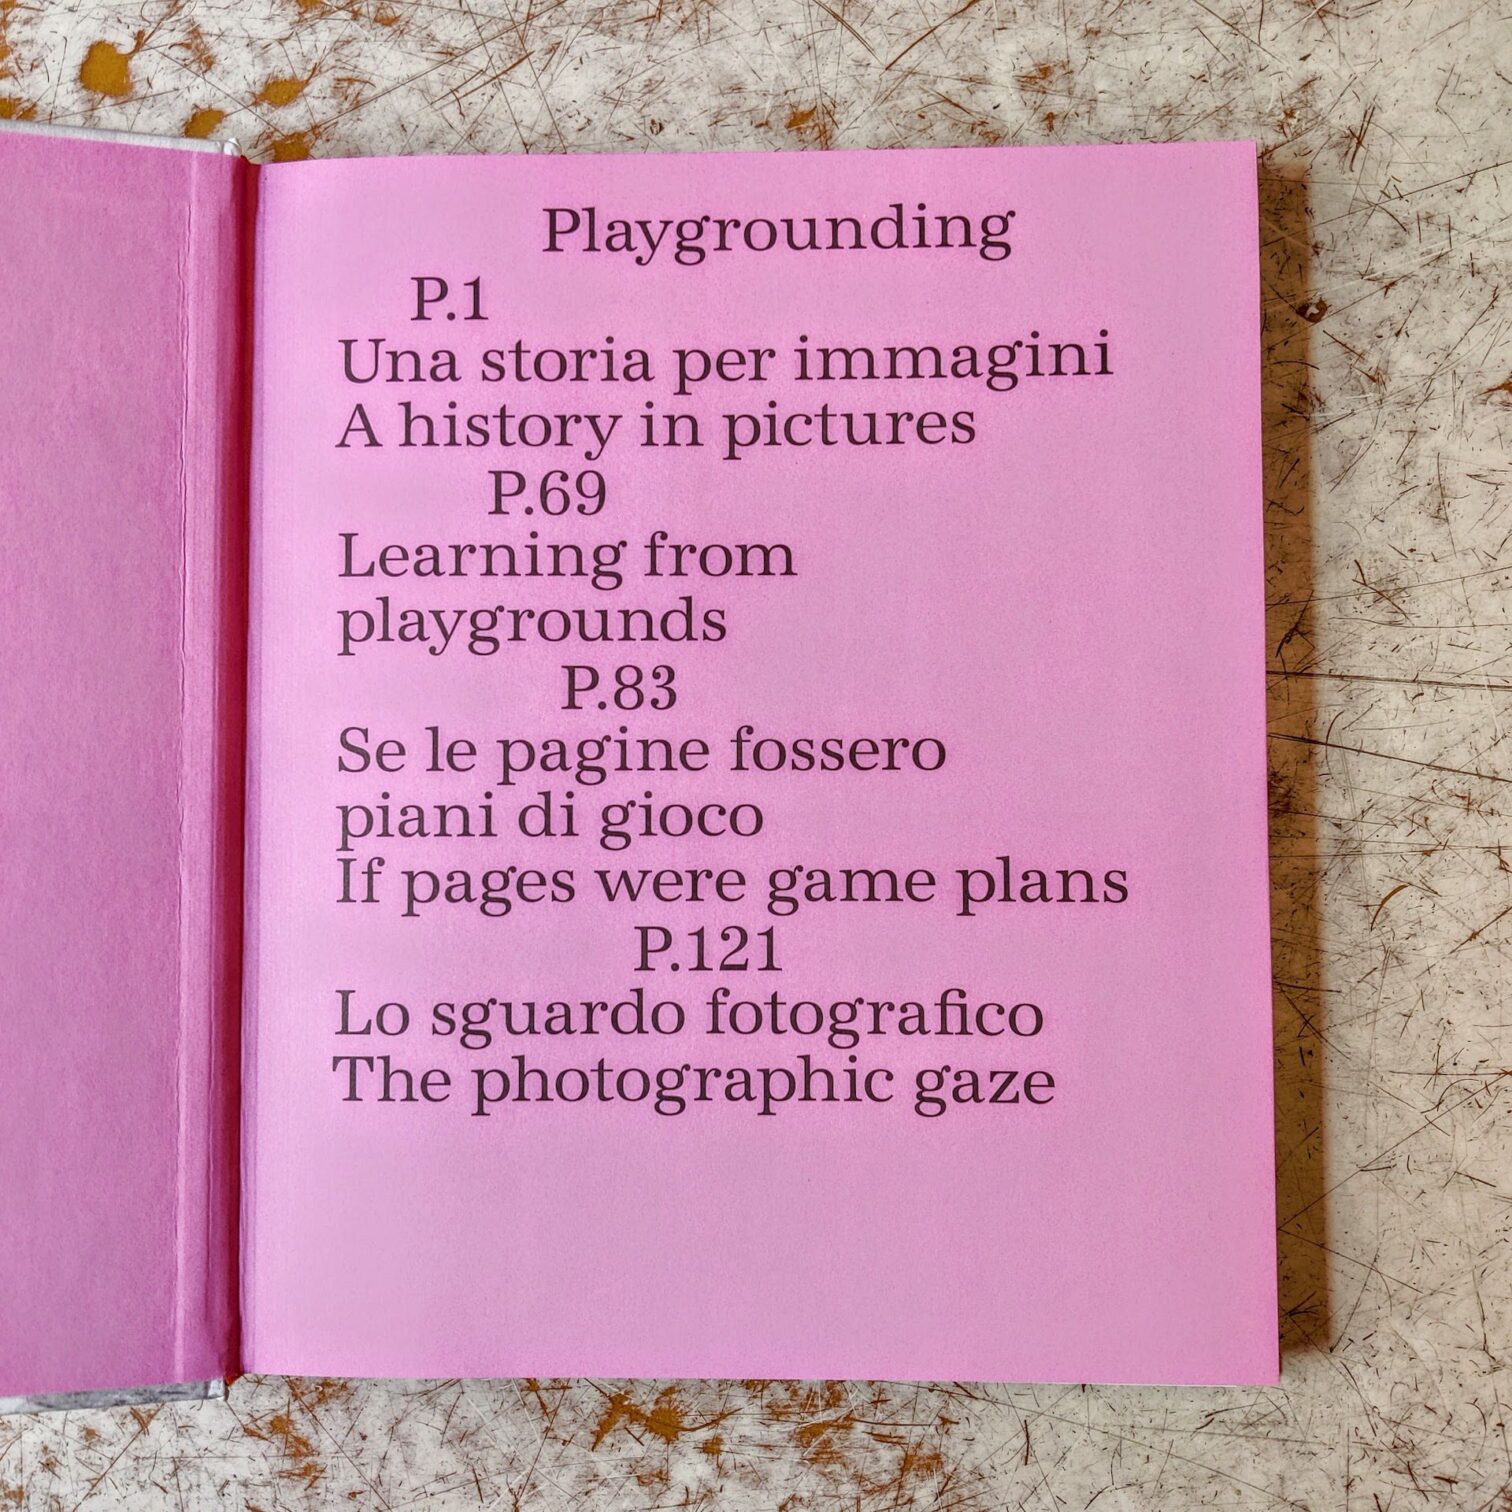 Playgrounding
P.1
Una storia per immagini
A history in pictures
P.69
Learning from
playgrounds
P.83
Se le pagine fossero
piani di gioco
If pages were game plans
P.121
Lo sguardo fotografico
The photographic gaze